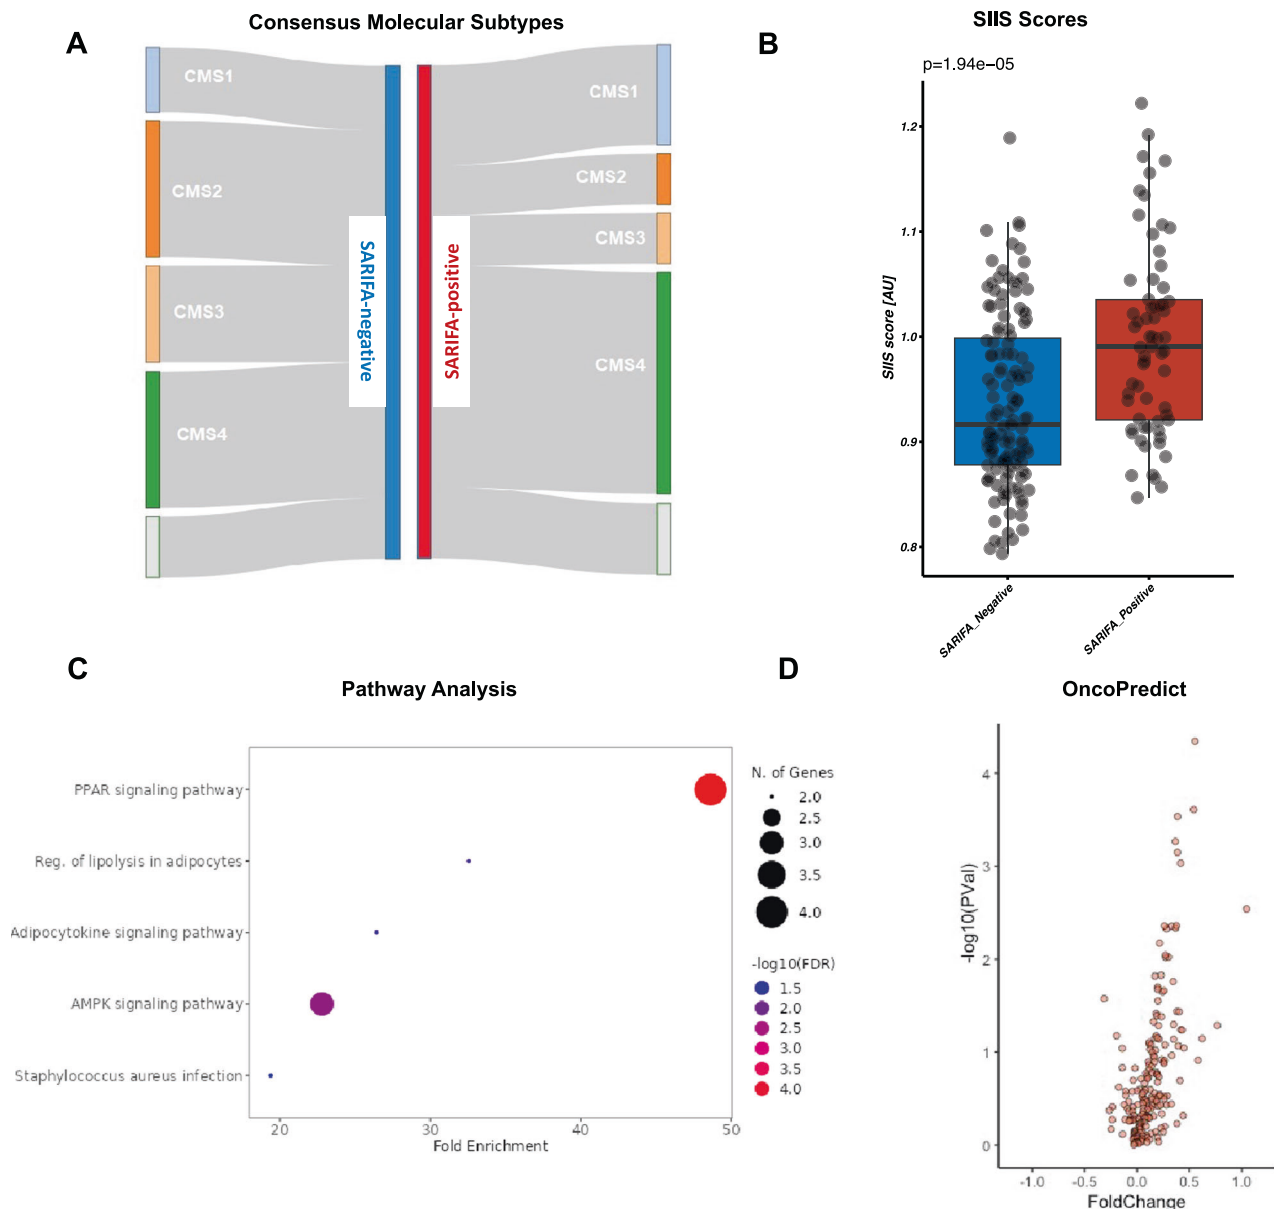 A
Consensus Molecular Subtypes
CMS1
CMS2
CMS3
CMS4
SARIFA-negative
SARIFA-positive
CMS1
CMS2
CMS3
CMS4
B
SIIS Scores
p=1.94e−05
SIIS score [AU]
1.2
1.1
1.0
0.9
0.8
SARIFA_Negative
SARIFA_Positive
C
Pathway Analysis
PPAR signaling pathway
Reg. of lipolysis in adipocytes
Adipocytokine signaling pathway
AMPK signaling pathway
Staphylococcus aureus infection
20 30 40 50
Fold Enrichment
N. of Genes
2.0
2.5
3.0
3.5
4.0
-log10(FDR)
1.5
2.0
2.5
3.0
3.5
4.0
D
OncoPredict
-log10(PVal)
4
3
2
1
0
-1.0 -0.5 0.0 0.5 1.0
FoldChange